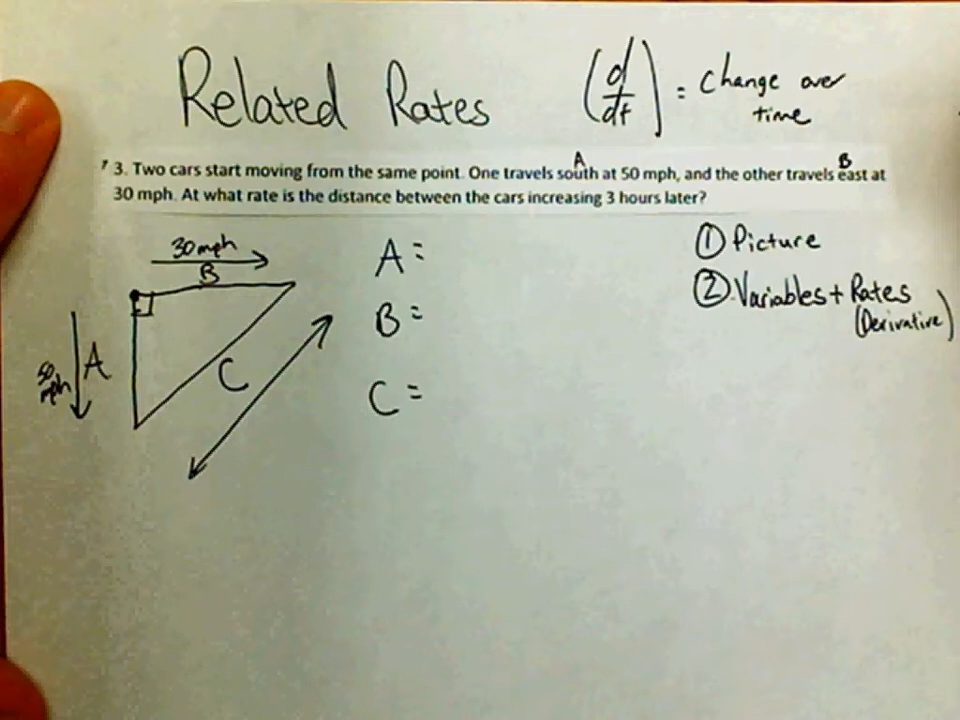 Related Rates
(d/dt) = Change over
time
A
B
3. Two cars start moving from the same point. One travels south at 50 mph, and the other travels east at
30 mph. At what rate is the distance between the cars increasing 3 hours later?
30 mph
B
50
mph
A
C
A =
B =
C =
① Picture
② Variables + Rates
(Derivative)